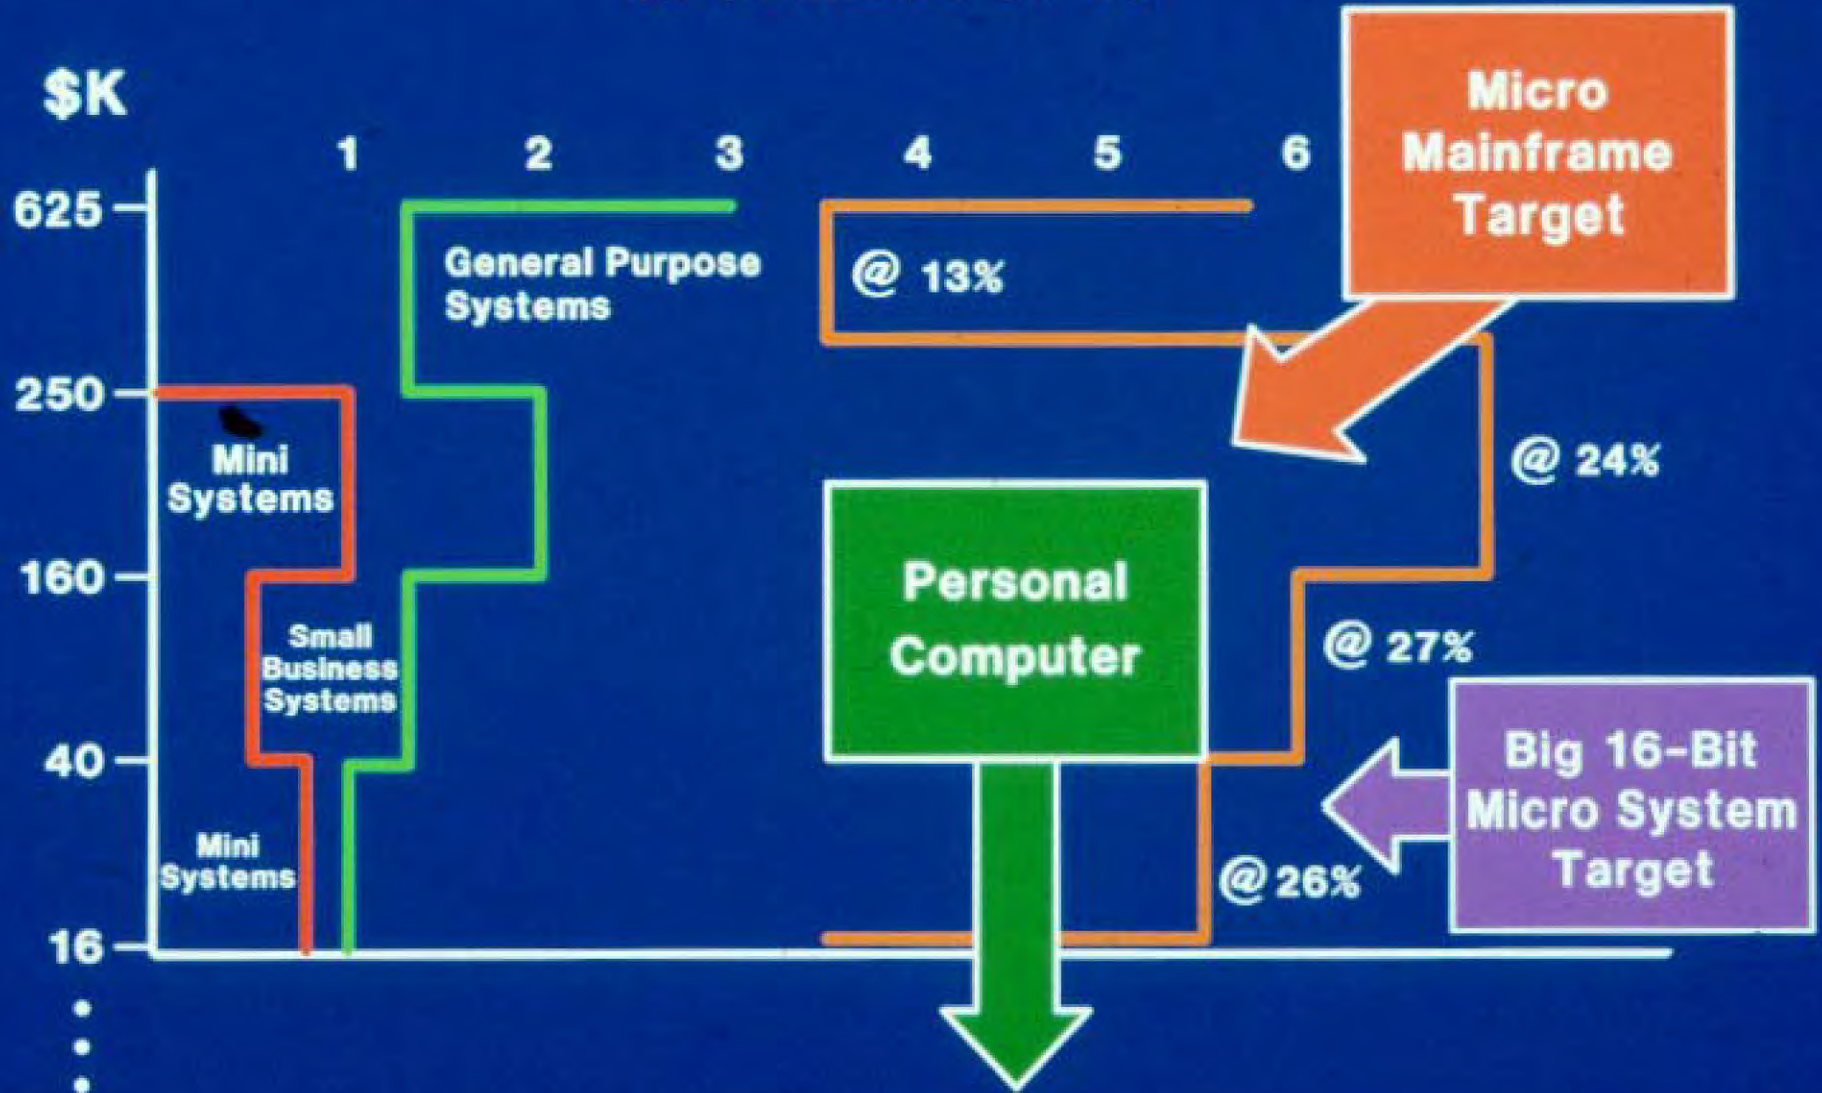 $K
1 2 3 4 5 6
625
250
160
40
16
General Purpose
Systems
Mini
Systems
Small
Business
Systems
Mini
Systems
@ 13%
@ 24%
@ 27%
@ 26%
Micro
Mainframe
Target
Personal
Computer
Big 16-Bit
Micro System
Target